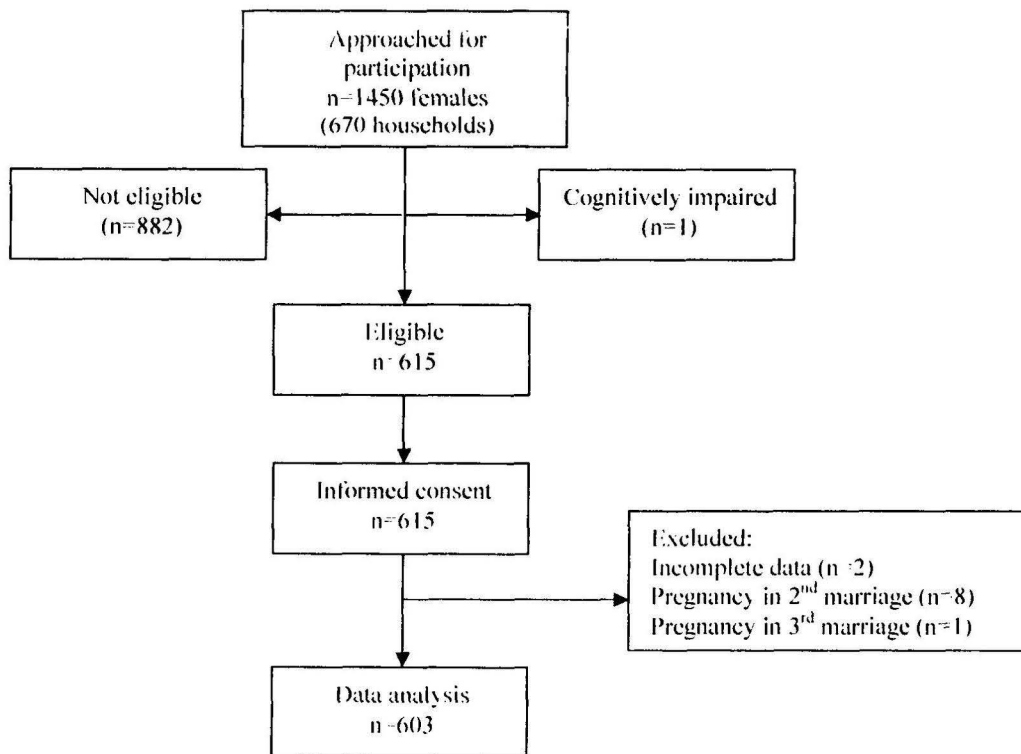 Approached for
participation
n=1450 females
(670 households)
Not eligible
(n=882)
Cognitively impaired
(n=1)
Eligible
n=615
Informed consent
n=615
Excluded:
Incomplete data (n=2)
Pregnancy in 2nd marriage (n=8)
Pregnancy in 3rd marriage (n=1)
Data analysis
n=603